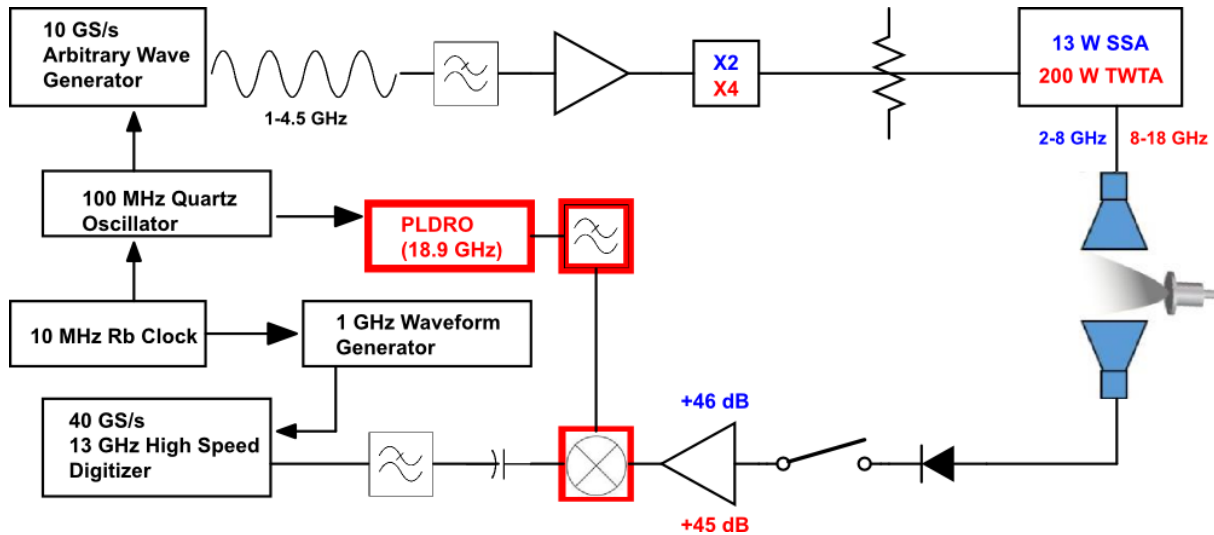 10 GS/s
Arbitrary Wave
Generator
1-4.5 GHz
X2
X4
13 W SSA
200 W TWTA
2-8 GHz
8-18 GHz
100 MHz Quartz
Oscillator
PLDRO
(18.9 GHz)
10 MHz Rb Clock
1 GHz Waveform
Generator
40 GS/s
13 GHz High Speed
Digitizer
+46 dB
+45 dB